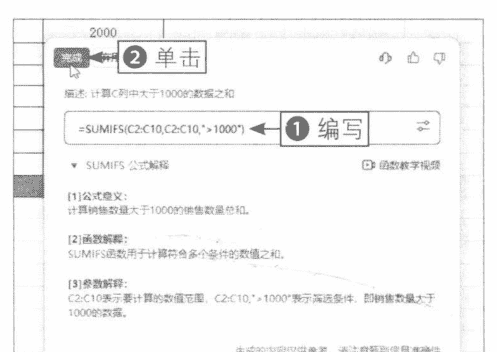 2000
完成
❷ 单击
描述: 计算C列中大于1000的数据之和
=SUMIFS(C2:C10,C2:C10,">1000")
❶ 编写
▼ SUMIFS 公式解释
函数教学视频
[1]公式意义:
计算销售数量大于1000的销售数量总和。
[2]函数解释:
SUMIFS函数用于计算符合多个条件的数值之和。
[3]参数解释:
C2:C10表示要计算的数值范围，C2:C10,">1000"表示筛选条件，即销售数量大于
1000的数据。